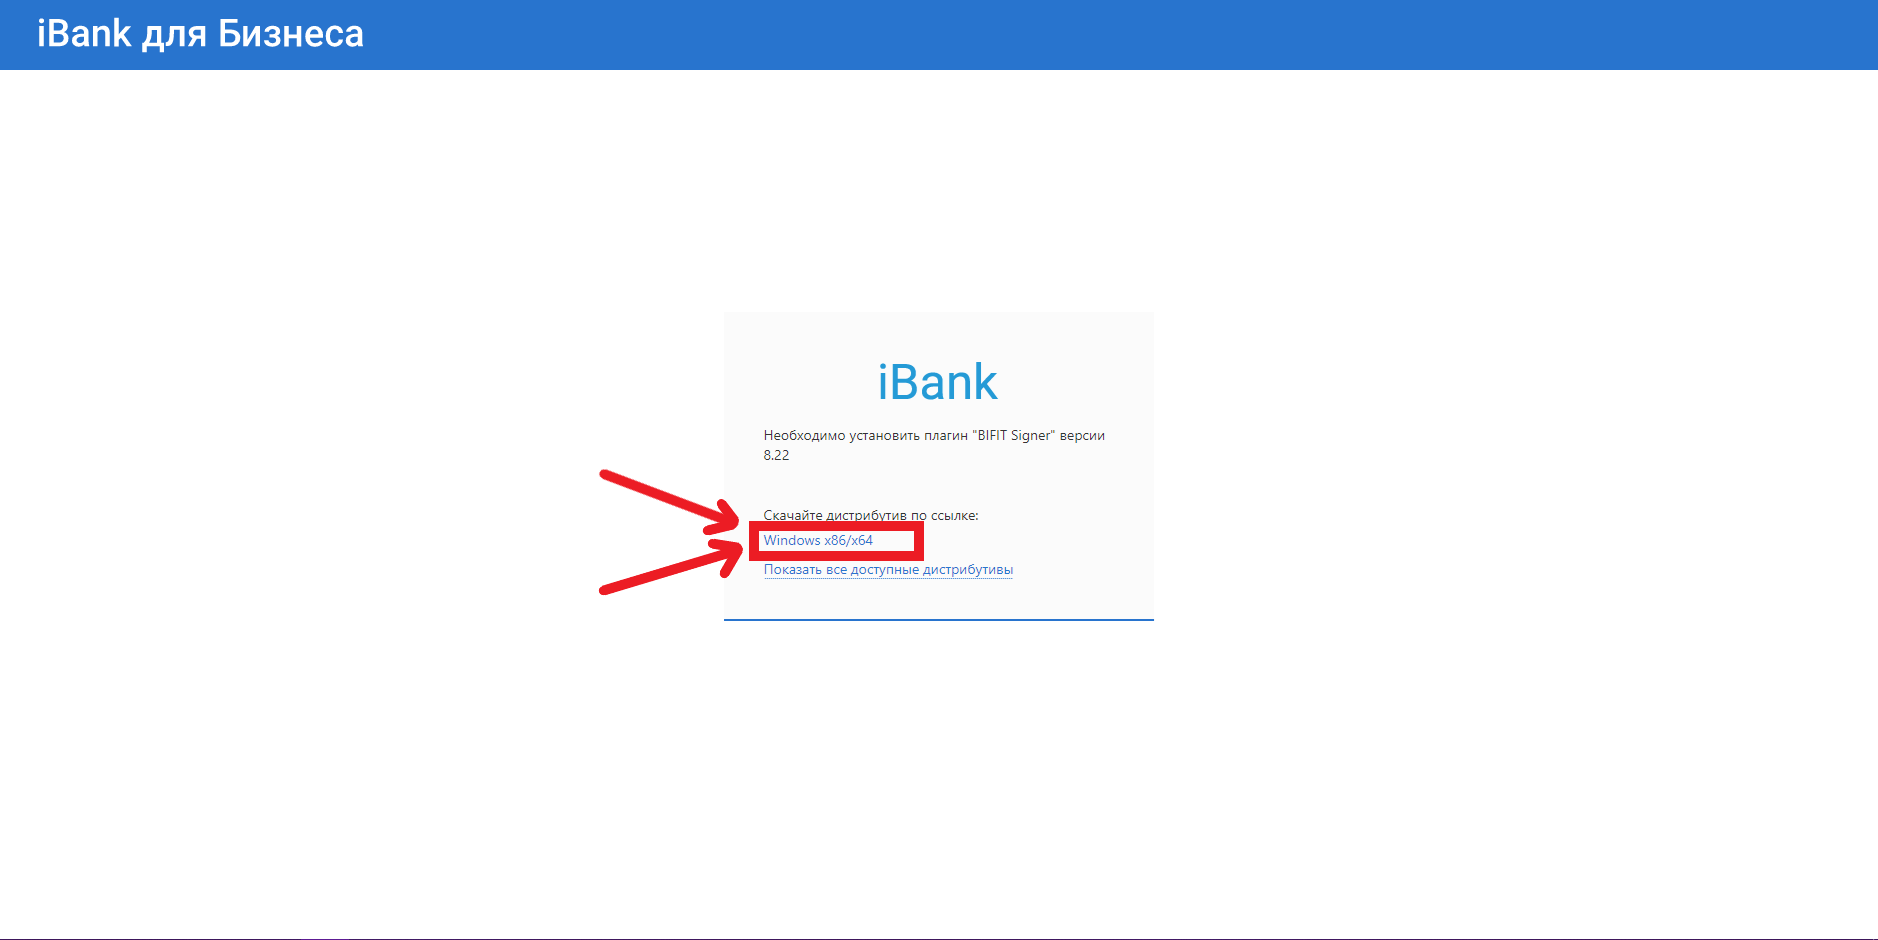 iBank для Бизнеса
iBank
Необходимо установить плагин "BIFIT Signer" версии
8.22
Скачайте дистрибутив по ссылке:
Windows x86/x64
Показать все доступные дистрибутивы